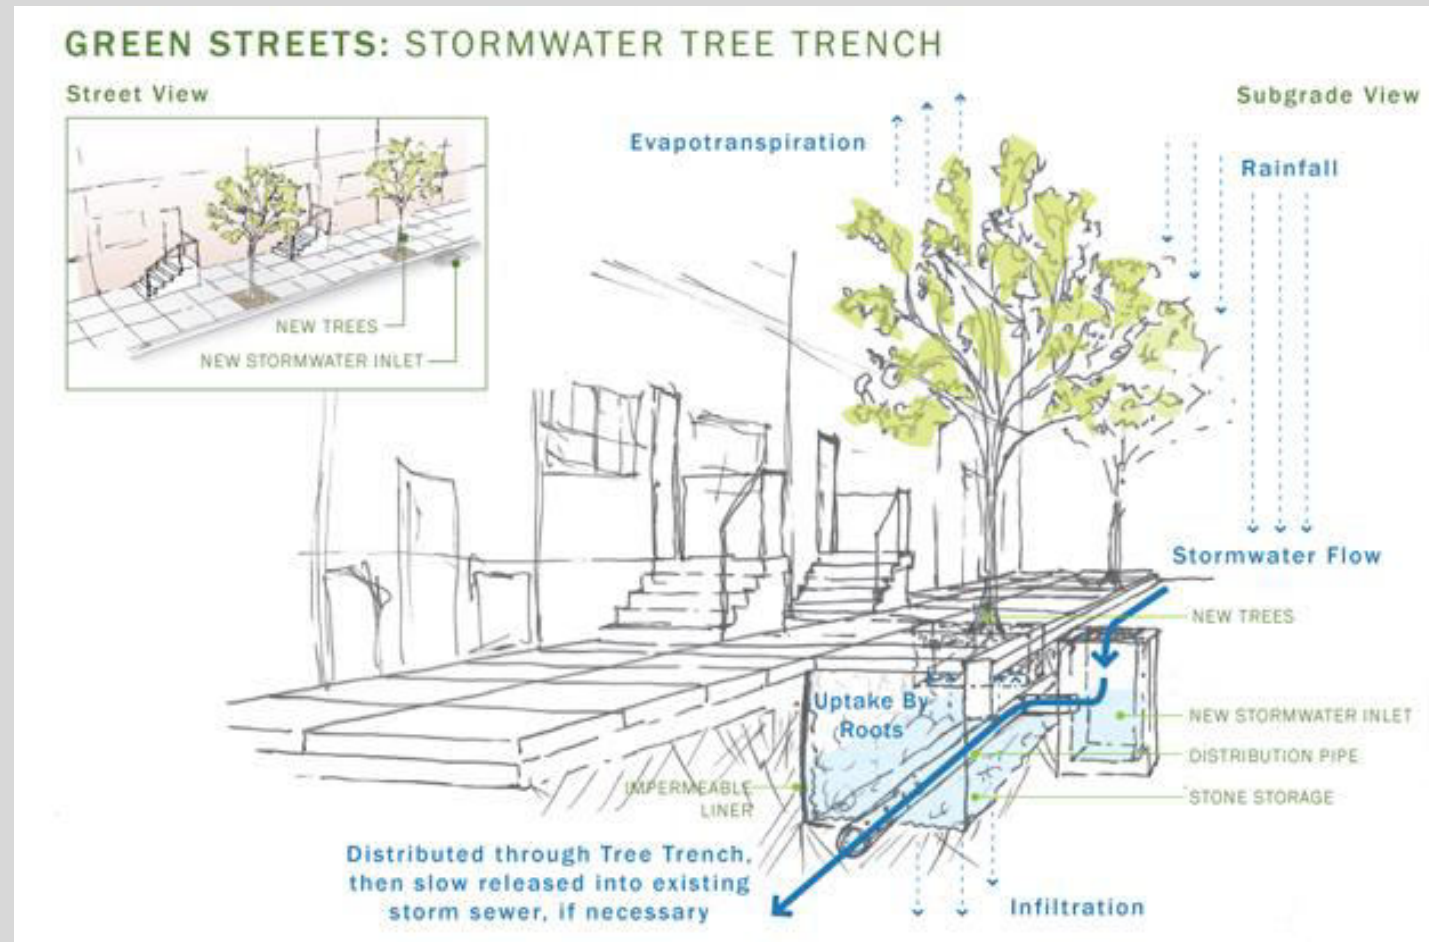 GREEN STREETS: STORMWATER TREE TRENCH
Street View
Subgrade View
Evapotranspiration
Rainfall
NEW TREES
NEW STORMWATER INLET
Stormwater Flow
NEW TREES
Uptake By
Roots
NEW STORMWATER INLET
DISTRIBUTION PIPE
IMPERMEABLE
LINER
STONE STORAGE
Distributed through Tree Trench,
then slow released into existing
storm sewer, if necessary
Infiltration